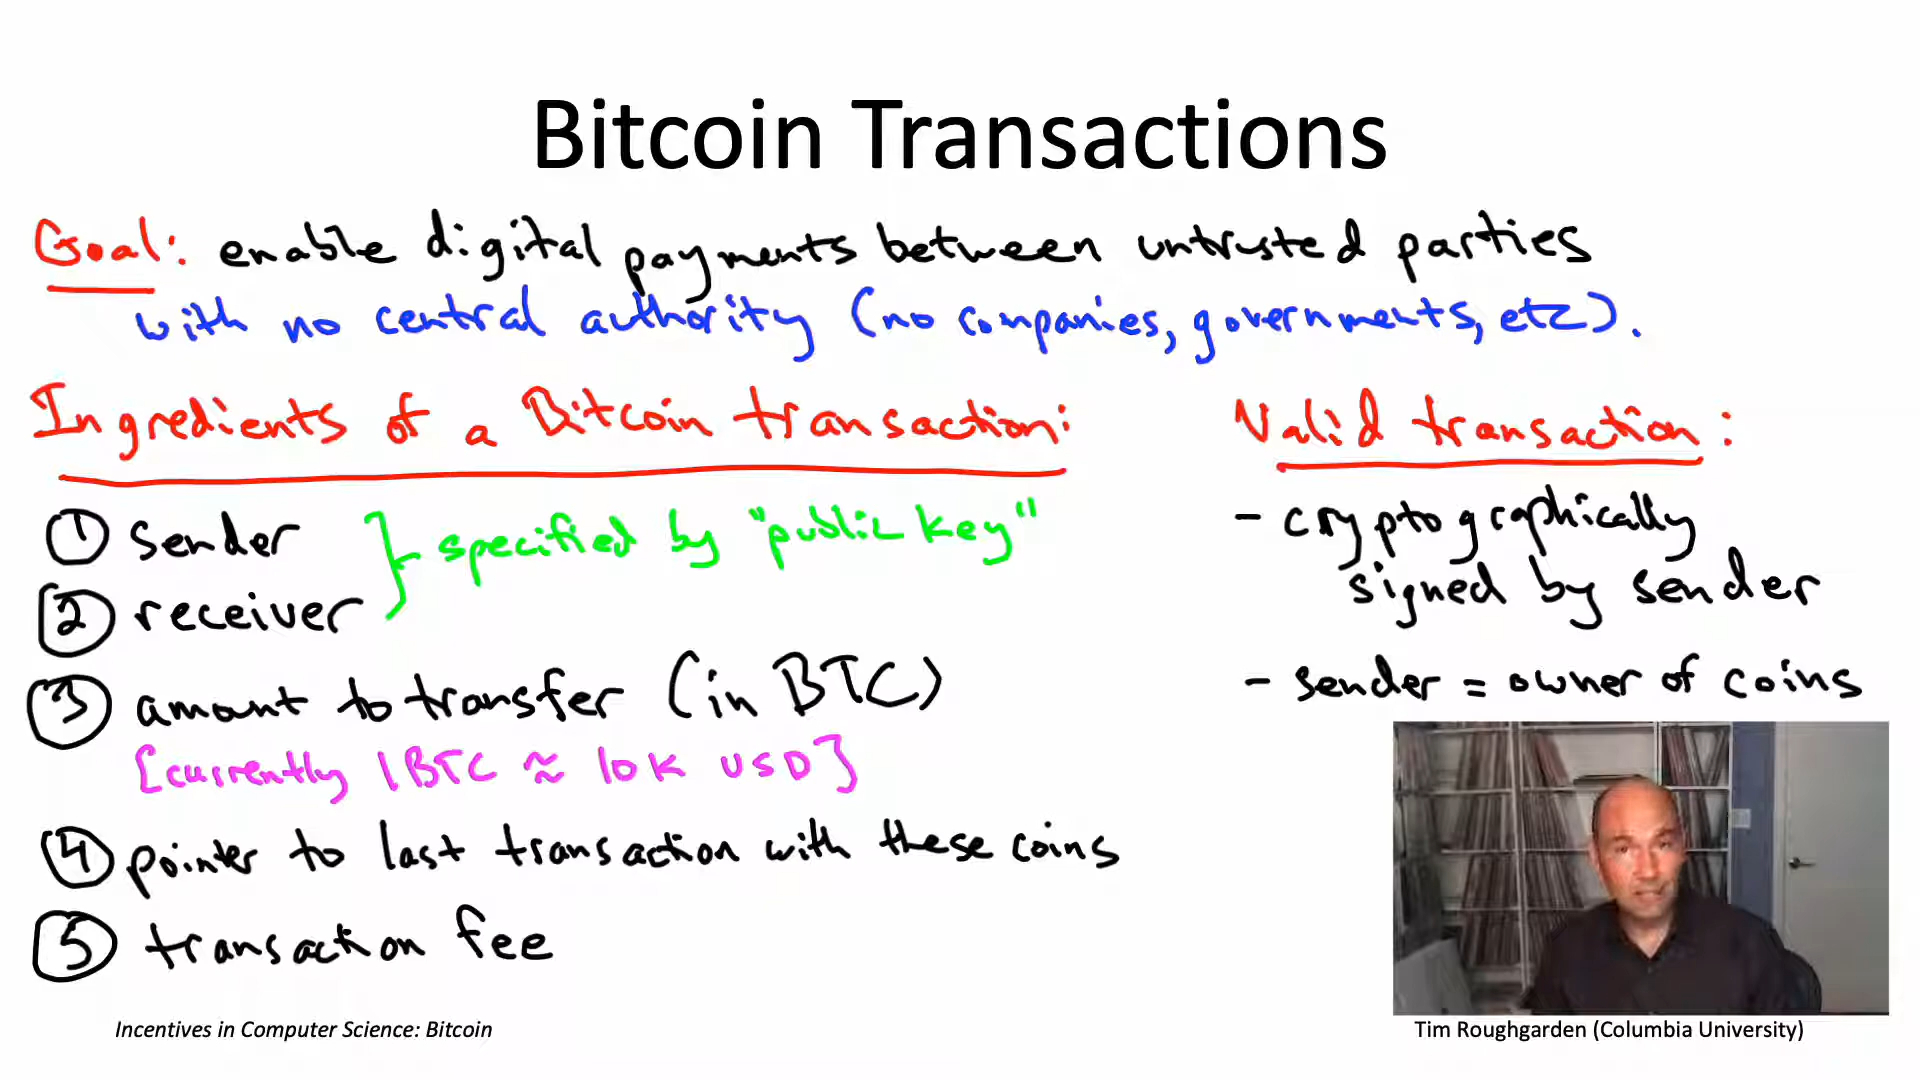 Bitcoin Transactions
Goal: enable digital payments between untrusted parties
with no central authority (no companies, governments, etc).
Ingredients of a Bitcoin transaction:
① sender } specified by "public key"
② receiver
③ amount to transfer (in BTC)
[currently 1BTC ≈ 10K USD]
④ pointer to last transaction with these coins
⑤ transaction fee
Valid transaction:
- cryptographically
signed by sender
- sender = owner of coins
Incentives in Computer Science: Bitcoin
Tim Roughgarden (Columbia University)